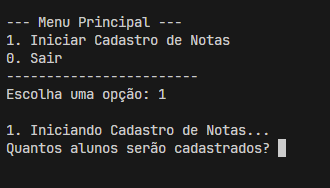 --- Menu Principal ---
1. Iniciar Cadastro de Notas
0. Sair
------------------------
Escolha uma opção: 1
1. Iniciando Cadastro de Notas...
Quantos alunos serão cadastrados?